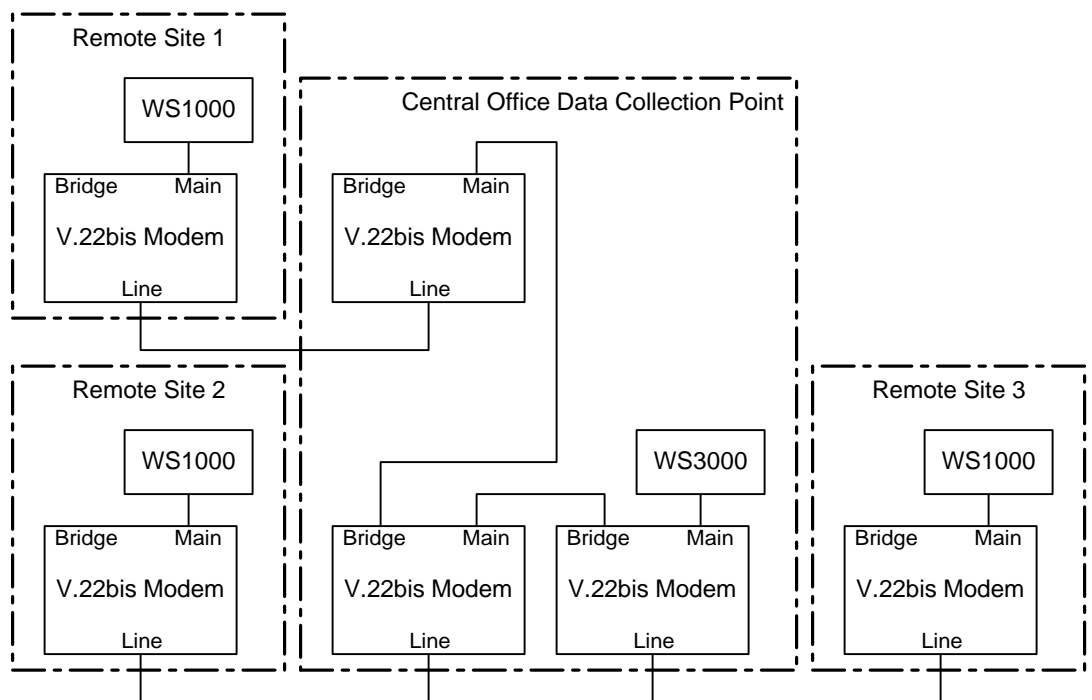 Remote Site 1
WS1000
Bridge Main
V.22bis Modem
Line
Central Office Data Collection Point
Bridge Main
V.22bis Modem
Line
Remote Site 2
WS1000
Bridge Main
V.22bis Modem
Line
WS3000
Bridge Main
V.22bis Modem
Line
Bridge Main
V.22bis Modem
Line
Remote Site 3
WS1000
Bridge Main
V.22bis Modem
Line